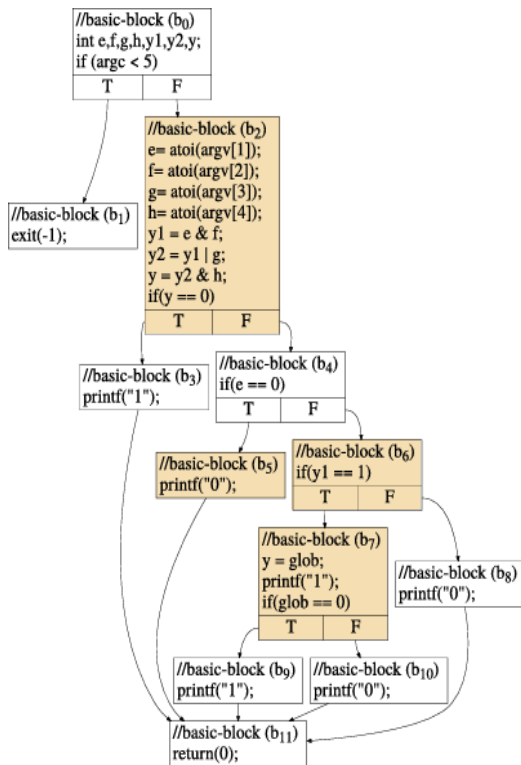 //basic-block (b0)
int e,f,g,h,y1,y2,y;
if (argc < 5)
T F
//basic-block (b2)
e= atoi(argv[1]);
f= atoi(argv[2]);
g= atoi(argv[3]);
h= atoi(argv[4]);
y1 = e & f;
y2 = y1 | g;
y = y2 & h;
if(y == 0)
T F
//basic-block (b1)
exit(-1);
//basic-block (b3)
printf("1");
//basic-block (b4)
if(e == 0)
T F
//basic-block (b5)
printf("0");
//basic-block (b6)
if(y1 == 1)
T F
//basic-block (b7)
y = glob;
printf("1");
if(glob == 0)
T F
//basic-block (b8)
printf("0");
//basic-block (b9)
printf("1");
//basic-block (b10)
printf("0");
//basic-block (b11)
return(0);